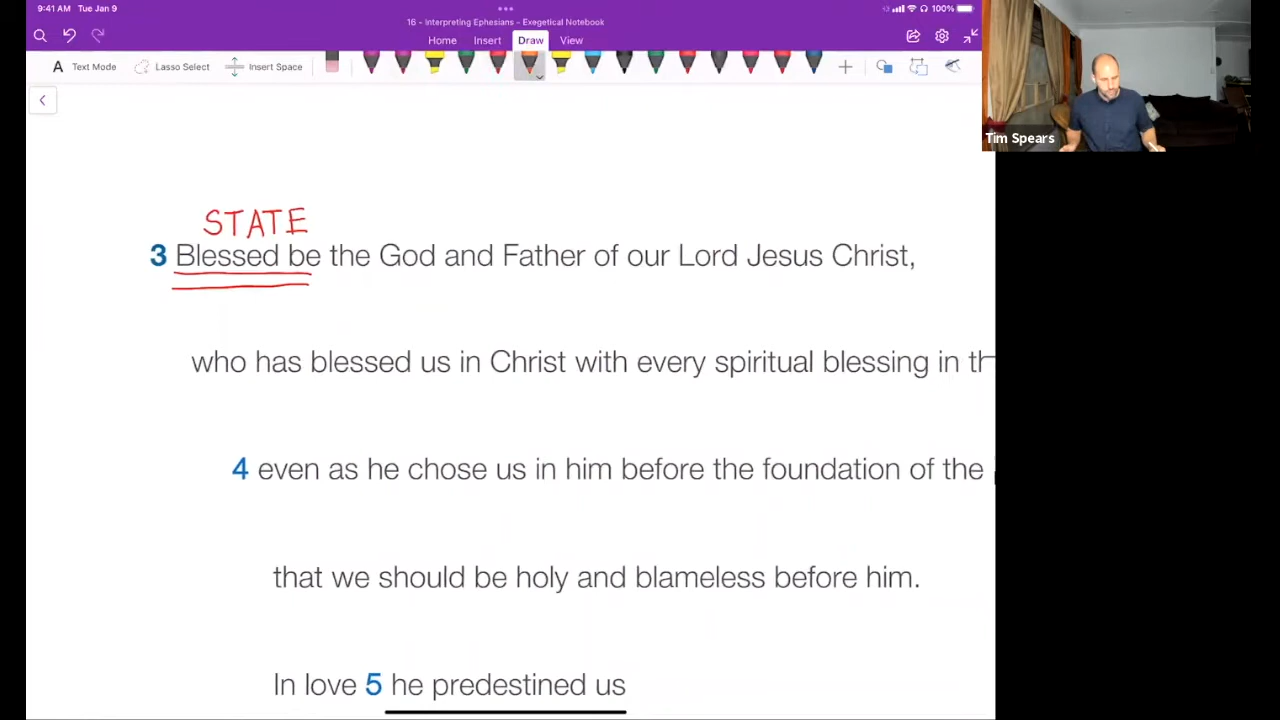 9:41 AM Tue Jan 9
100%
16 - Interpreting Ephesians - Exegetical Notebook
Home Insert Draw View
A Text Mode Lasso Select Insert Space
Tim Spears
STATE
3 Blessed be the God and Father of our Lord Jesus Christ,
who has blessed us in Christ with every spiritual blessing in
4 even as he chose us in him before the foundation of the
that we should be holy and blameless before him.
In love 5 he predestined us